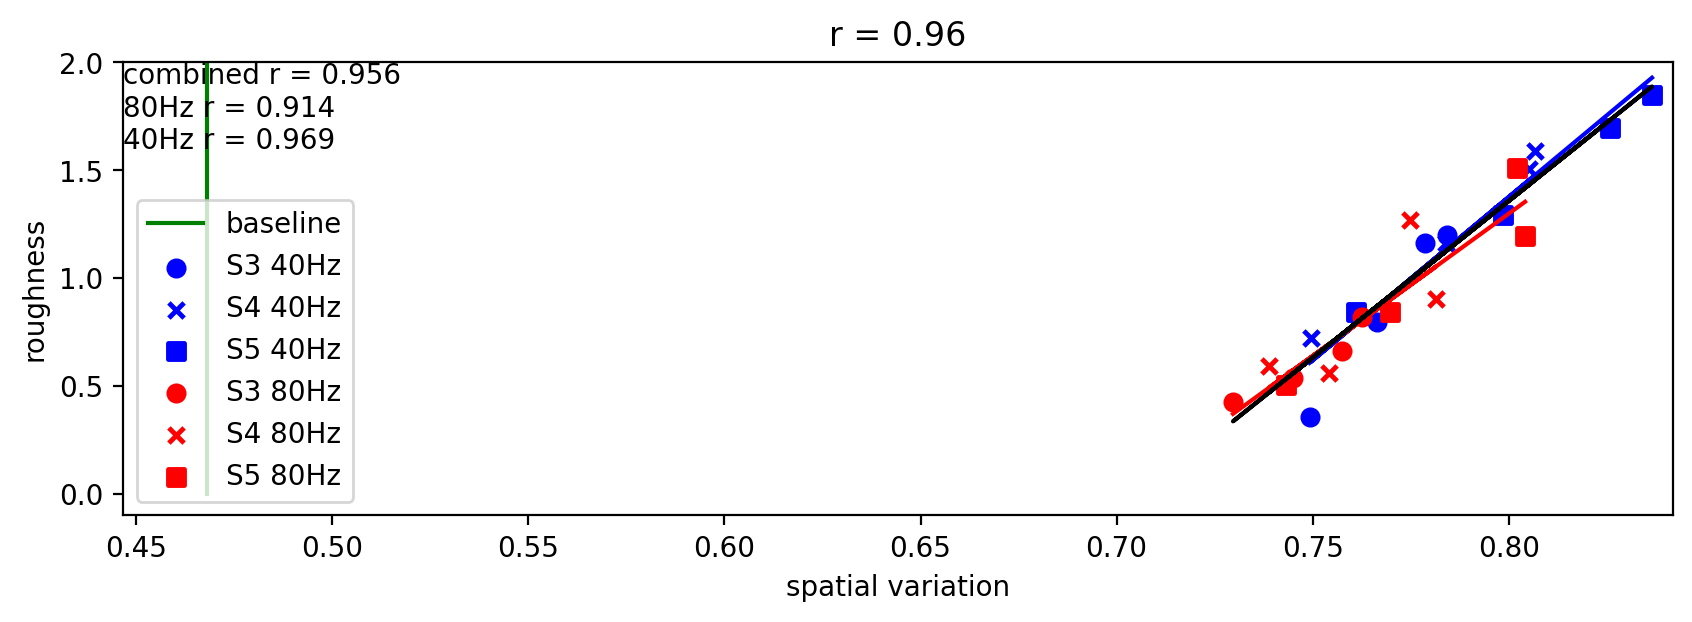 r = 0.96
combined r = 0.956
80Hz r = 0.914
40Hz r = 0.969
2.0
1.5
1.0
0.5
0.0
roughness
baseline
S3 40Hz
S4 40Hz
S5 40Hz
S3 80Hz
S4 80Hz
S5 80Hz
0.45 0.50 0.55 0.60 0.65 0.70 0.75 0.80
spatial variation